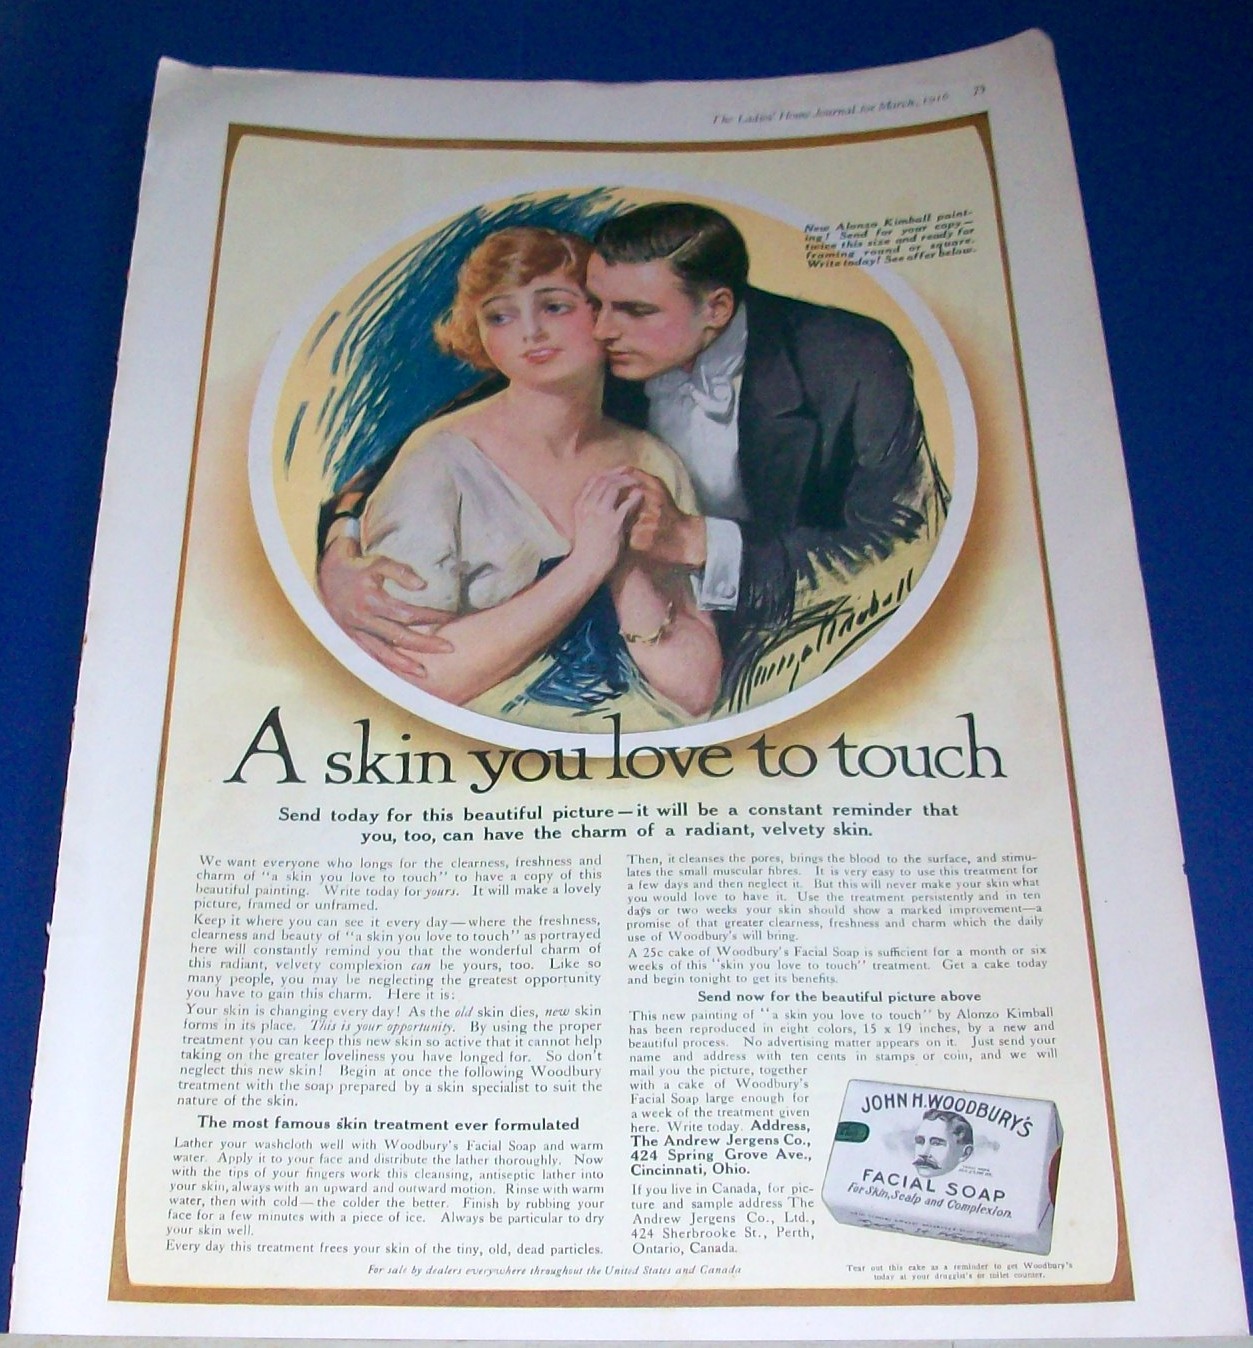 The Ladies' Home Journal for March, 1916
New Alonzo Kimball paint-
ing! Send for your copy—
twice this size and ready for
framing round or square.
Write today! See offer below.
A skin you love to touch
Send today for this beautiful picture—it will be a constant reminder that
you, too, can have the charm of a radiant, velvety skin.
We want everyone who longs for the clearness, freshness and
charm of "a skin you love to touch" to have a copy of this
beautiful painting. Write today for yours. It will make a lovely
picture, framed or unframed.
Keep it where you can see it every day—where the freshness,
clearness and beauty of "a skin you love to touch" as portrayed
here will constantly remind you that the wonderful charm of
this radiant, velvety complexion can be yours, too. Like so
many people, you may be neglecting the greatest opportunity
you have to gain this charm. Here it is:
Your skin is changing every day! As the old skin dies, new skin
forms in its place. This is your opportunity. By using the proper
treatment you can keep this new skin so active that it cannot help
taking on the greater loveliness you have longed for. So don't
neglect this new skin! Begin at once the following Woodbury
treatment with the soap prepared by a skin specialist to suit the
nature of the skin.
The most famous skin treatment ever formulated
Lather your washcloth well with Woodbury's Facial Soap and warm
water. Apply it to your face and distribute the lather thoroughly. Now
with the tips of your fingers work this cleansing, antiseptic lather into
your skin, always with an upward and outward motion. Rinse with warm
water, then with cold—the colder the better. Finish by rubbing your
face for a few minutes with a piece of ice. Always be particular to dry
your skin well.
Every day this treatment frees your skin of the tiny, old, dead particles.
Then, it cleanses the pores, brings the blood to the surface, and stimu-
lates the small muscular fibres. It is very easy to use this treatment for
a few days and then neglect it. But this will never make your skin what
you would love to have it. Use the treatment persistently and in ten
days or two weeks your skin should show a marked improvement—a
promise of that greater clearness, freshness and charm which the daily
use of Woodbury's will bring.
A 25c cake of Woodbury's Facial Soap is sufficient for a month or six
weeks of this "skin you love to touch" treatment. Get a cake today
and begin tonight to get its benefits.
Send now for the beautiful picture above
This new painting of "a skin you love to touch" by Alonzo Kimball
has been reproduced in eight colors, 15 x 19 inches, by a new and
beautiful process. No advertising matter appears on it. Just send your
name and address with ten cents in stamps or coin, and we will
mail you the picture, together
with a cake of Woodbury's
Facial Soap large enough for
a week of the treatment given
here. Write today. Address,
The Andrew Jergens Co.,
424 Spring Grove Ave.,
Cincinnati, Ohio.
If you live in Canada, for pic-
ture and sample address The
Andrew Jergens Co., Ltd.,
424 Sherbrooke St., Perth,
Ontario, Canada.
JOHN H. WOODBURY'S
FACIAL SOAP
For Skin, Scalp and Complexion.
For sale by dealers everywhere throughout the United States and Canada
Tear out this cake as a reminder to get Woodbury's
today at your druggist's or toilet counter.